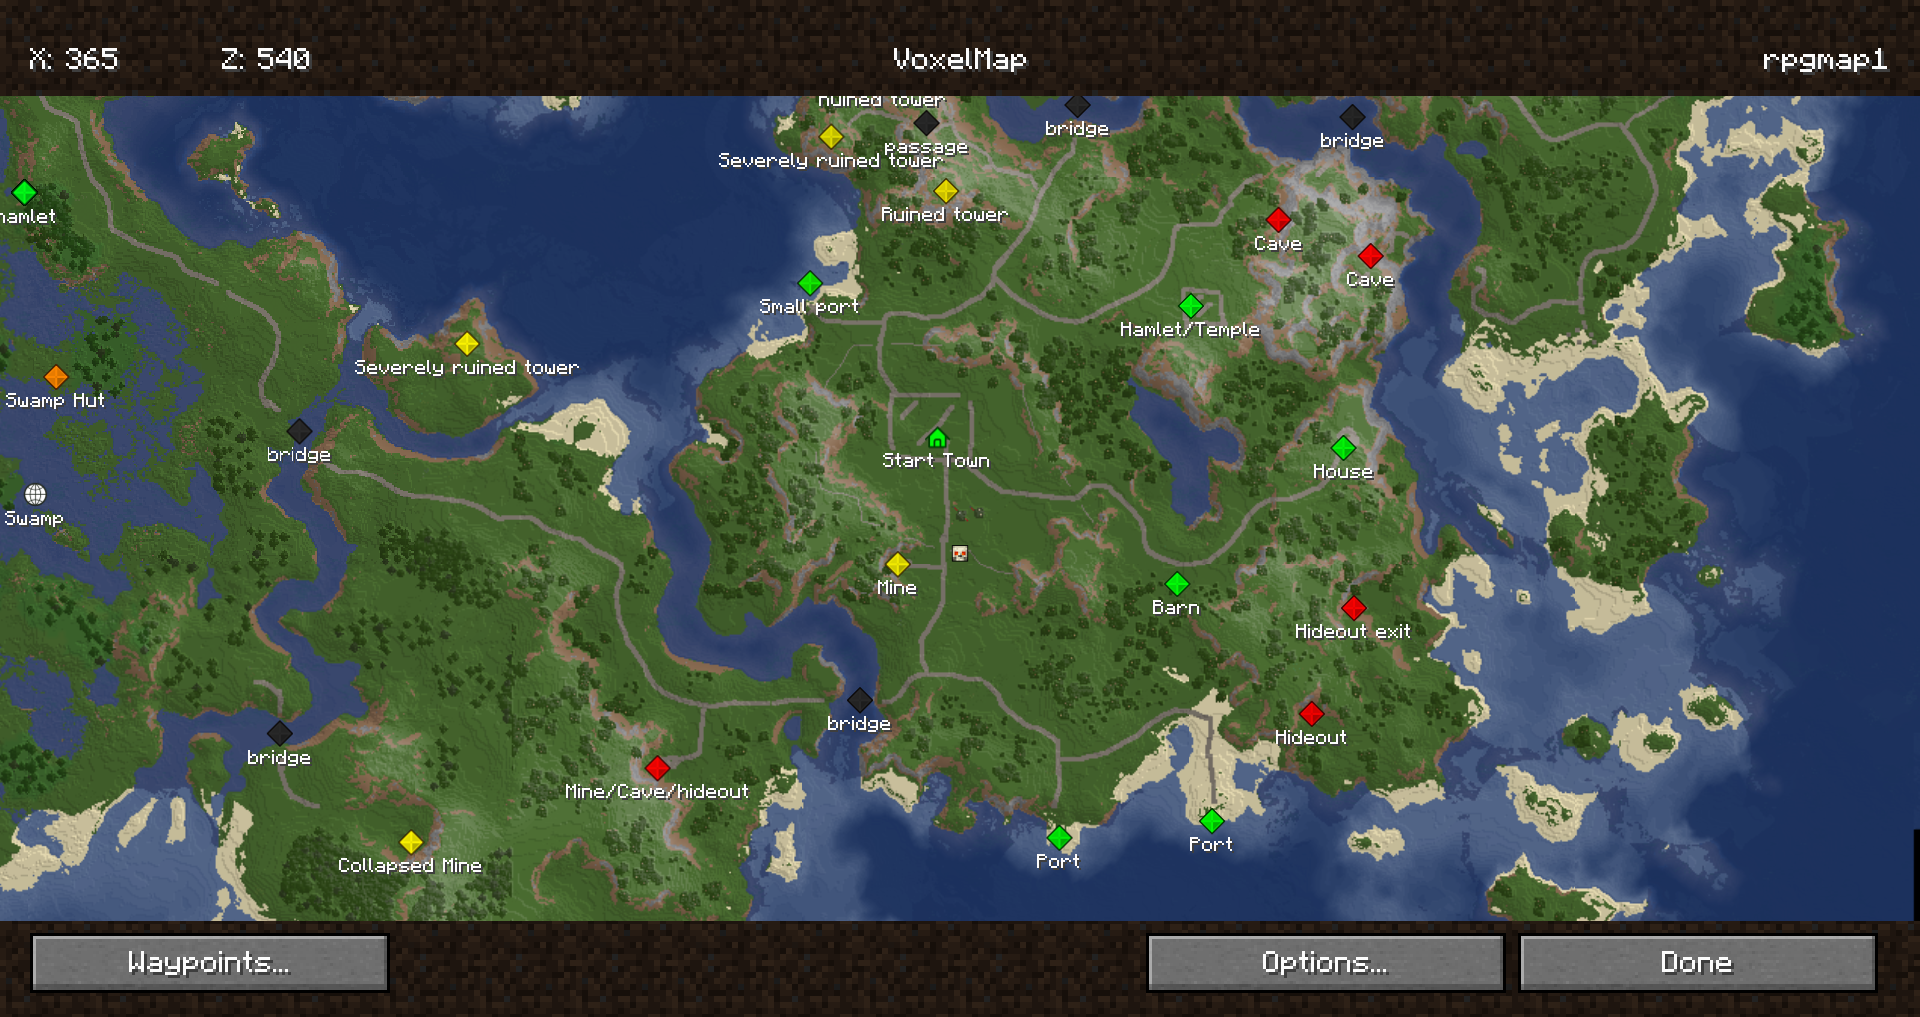 X: 365 Z: 540 VoxelMap rpgmap1
Ruined tower
bridge
bridge
passage
Severely ruined tower
hamlet
Ruined tower
Cave
Cave
Small port
Hamlet/Temple
Severely ruined tower
Swamp Hut
bridge
Start Town
House
Swamp
Mine
Barn
Hideout exit
bridge
Hideout
bridge
Mine/Cave/hideout
Port
Port
Collapsed Mine
Waypoints...
Options...
Done